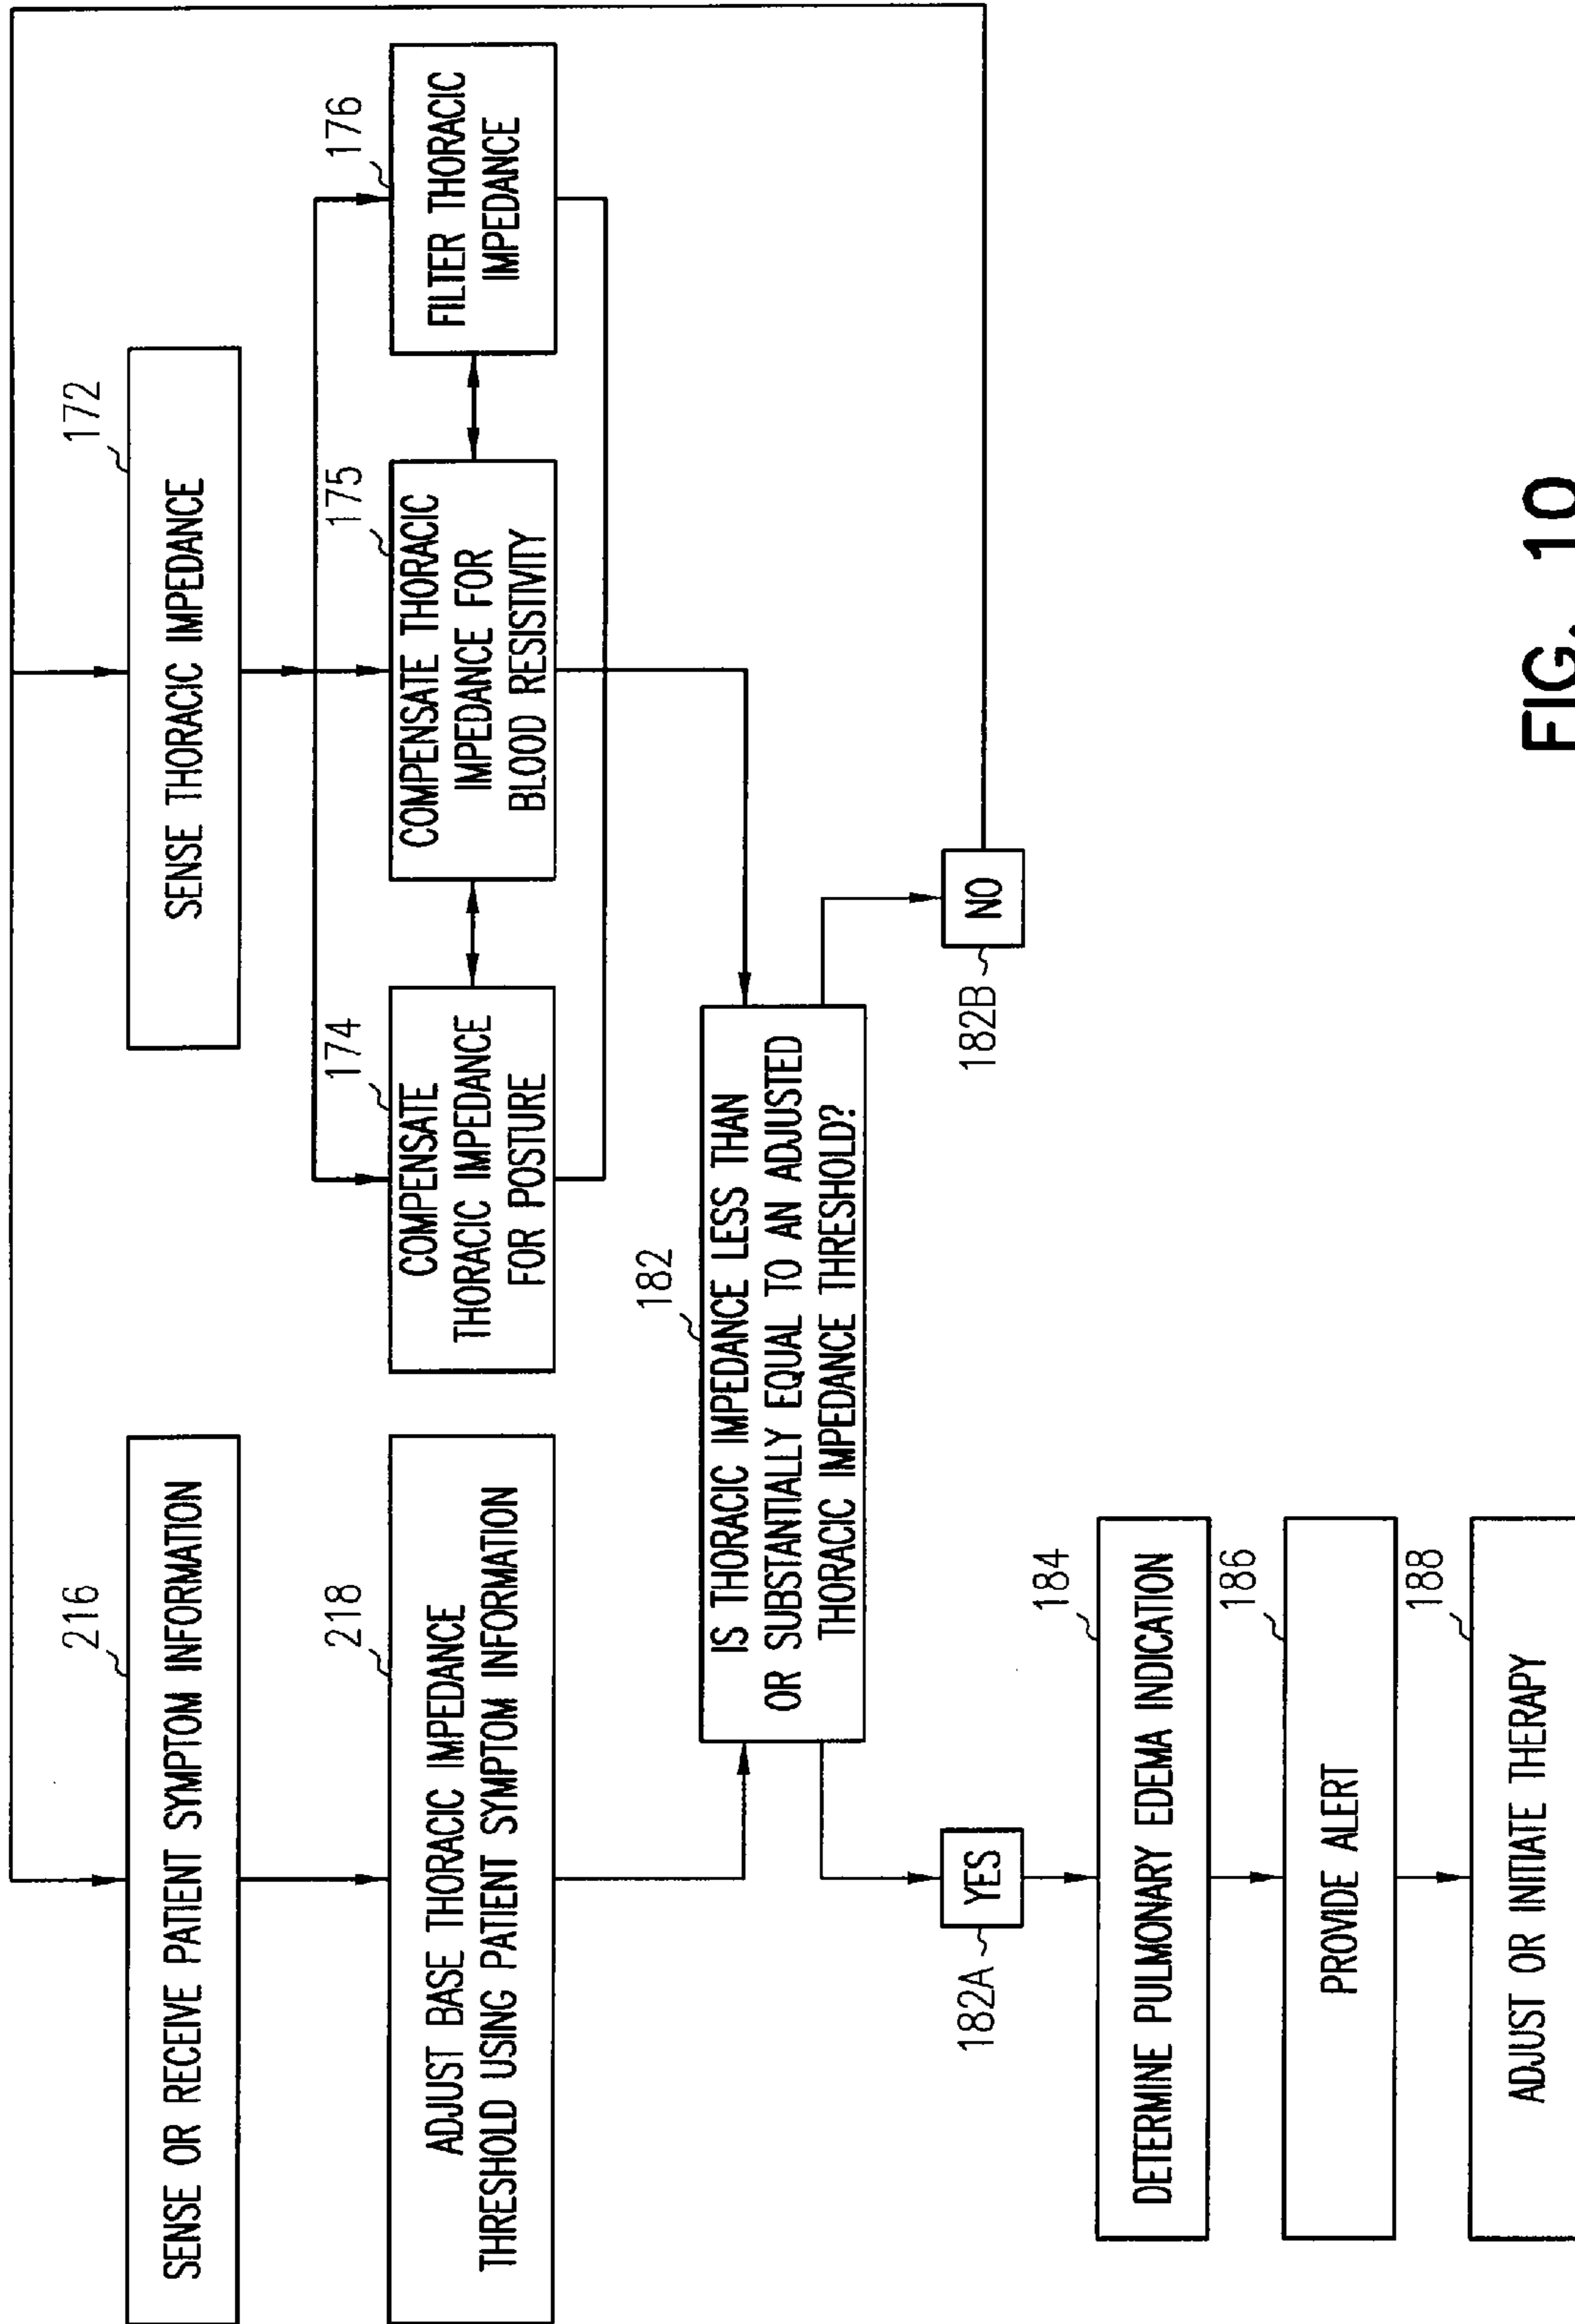 216
SENSE OR RECEIVE PATIENT SYMPTOM INFORMATION
172
SENSE THORACIC IMPEDANCE
218
ADJUST BASE THORACIC IMPEDANCE
THRESHOLD USING PATIENT SYMPTOM INFORMATION
174
COMPENSATE
THORACIC IMPEDANCE
FOR POSTURE
175
COMPENSATE THORACIC
IMPEDANCE FOR
BLOOD RESISTIVITY
176
FILTER THORACIC
IMPEDANCE
182
IS THORACIC IMPEDANCE LESS THAN
OR SUBSTANTIALLY EQUAL TO AN ADJUSTED
THORACIC IMPEDANCE THRESHOLD?
182A
YES
182B
NO
184
DETERMINE PULMONARY EDEMA INDICATION
186
PROVIDE ALERT
188
ADJUST OR INITIATE THERAPY
FIG. 10